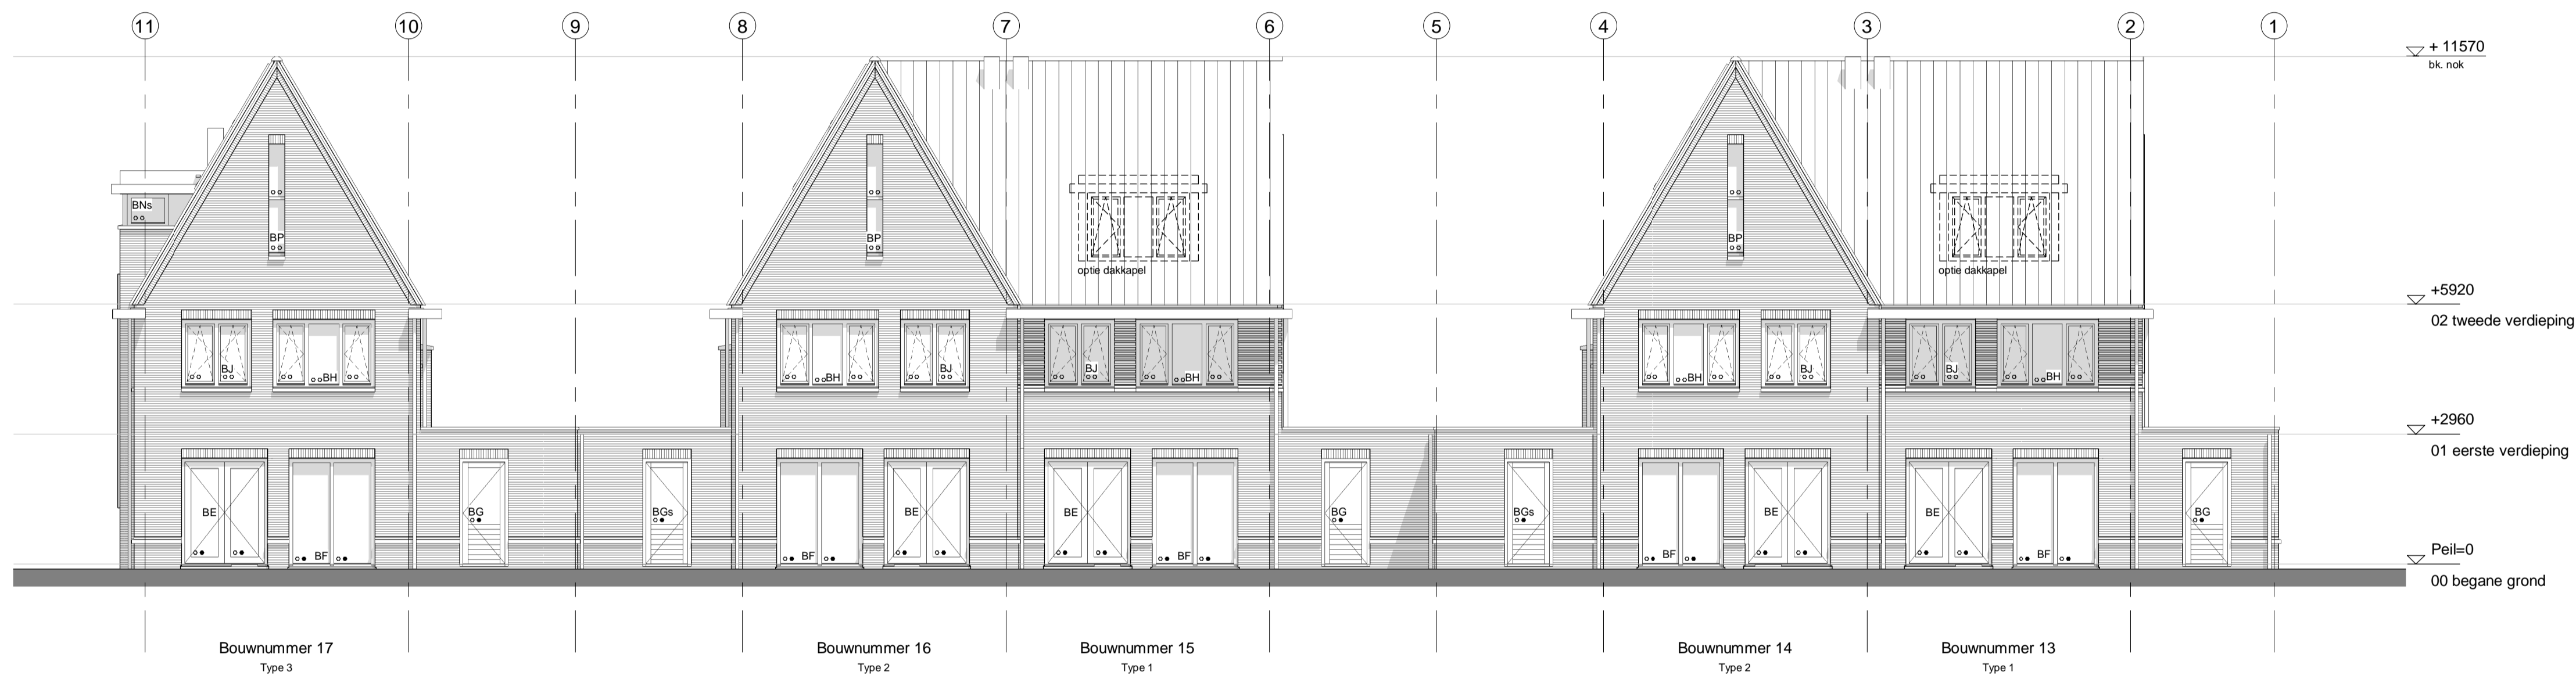 11 10 9 8 7 6 5 4 3 2 1
+ 11570
bk. nok
BNs
BP BP BP
optie dakkapel optie dakkapel
+5920
02 tweede verdieping
BJ BH BH BJ BJ BH BH BJ BJ BH
+2960
01 eerste verdieping
BE BF BG BGs BF BE BE BF BG BGs BF BE BE BF BG
Peil=0
00 begane grond
Bouwnummer 17 Bouwnummer 16 Bouwnummer 15 Bouwnummer 14 Bouwnummer 13
Type 3 Type 2 Type 1 Type 2 Type 1